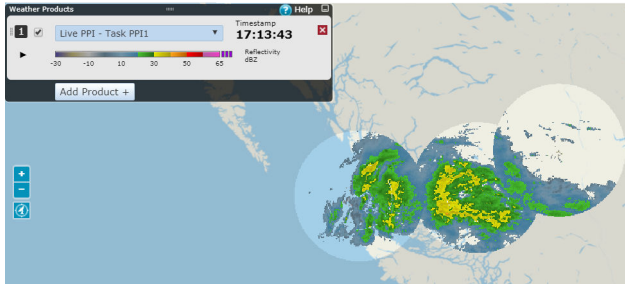 Weather Products
? Help
1
Live PPI - Task PPI1
Timestamp
17:13:43
-30 -10 10 30 50 65
Reflectivity
dBZ
Add Product +
+
−